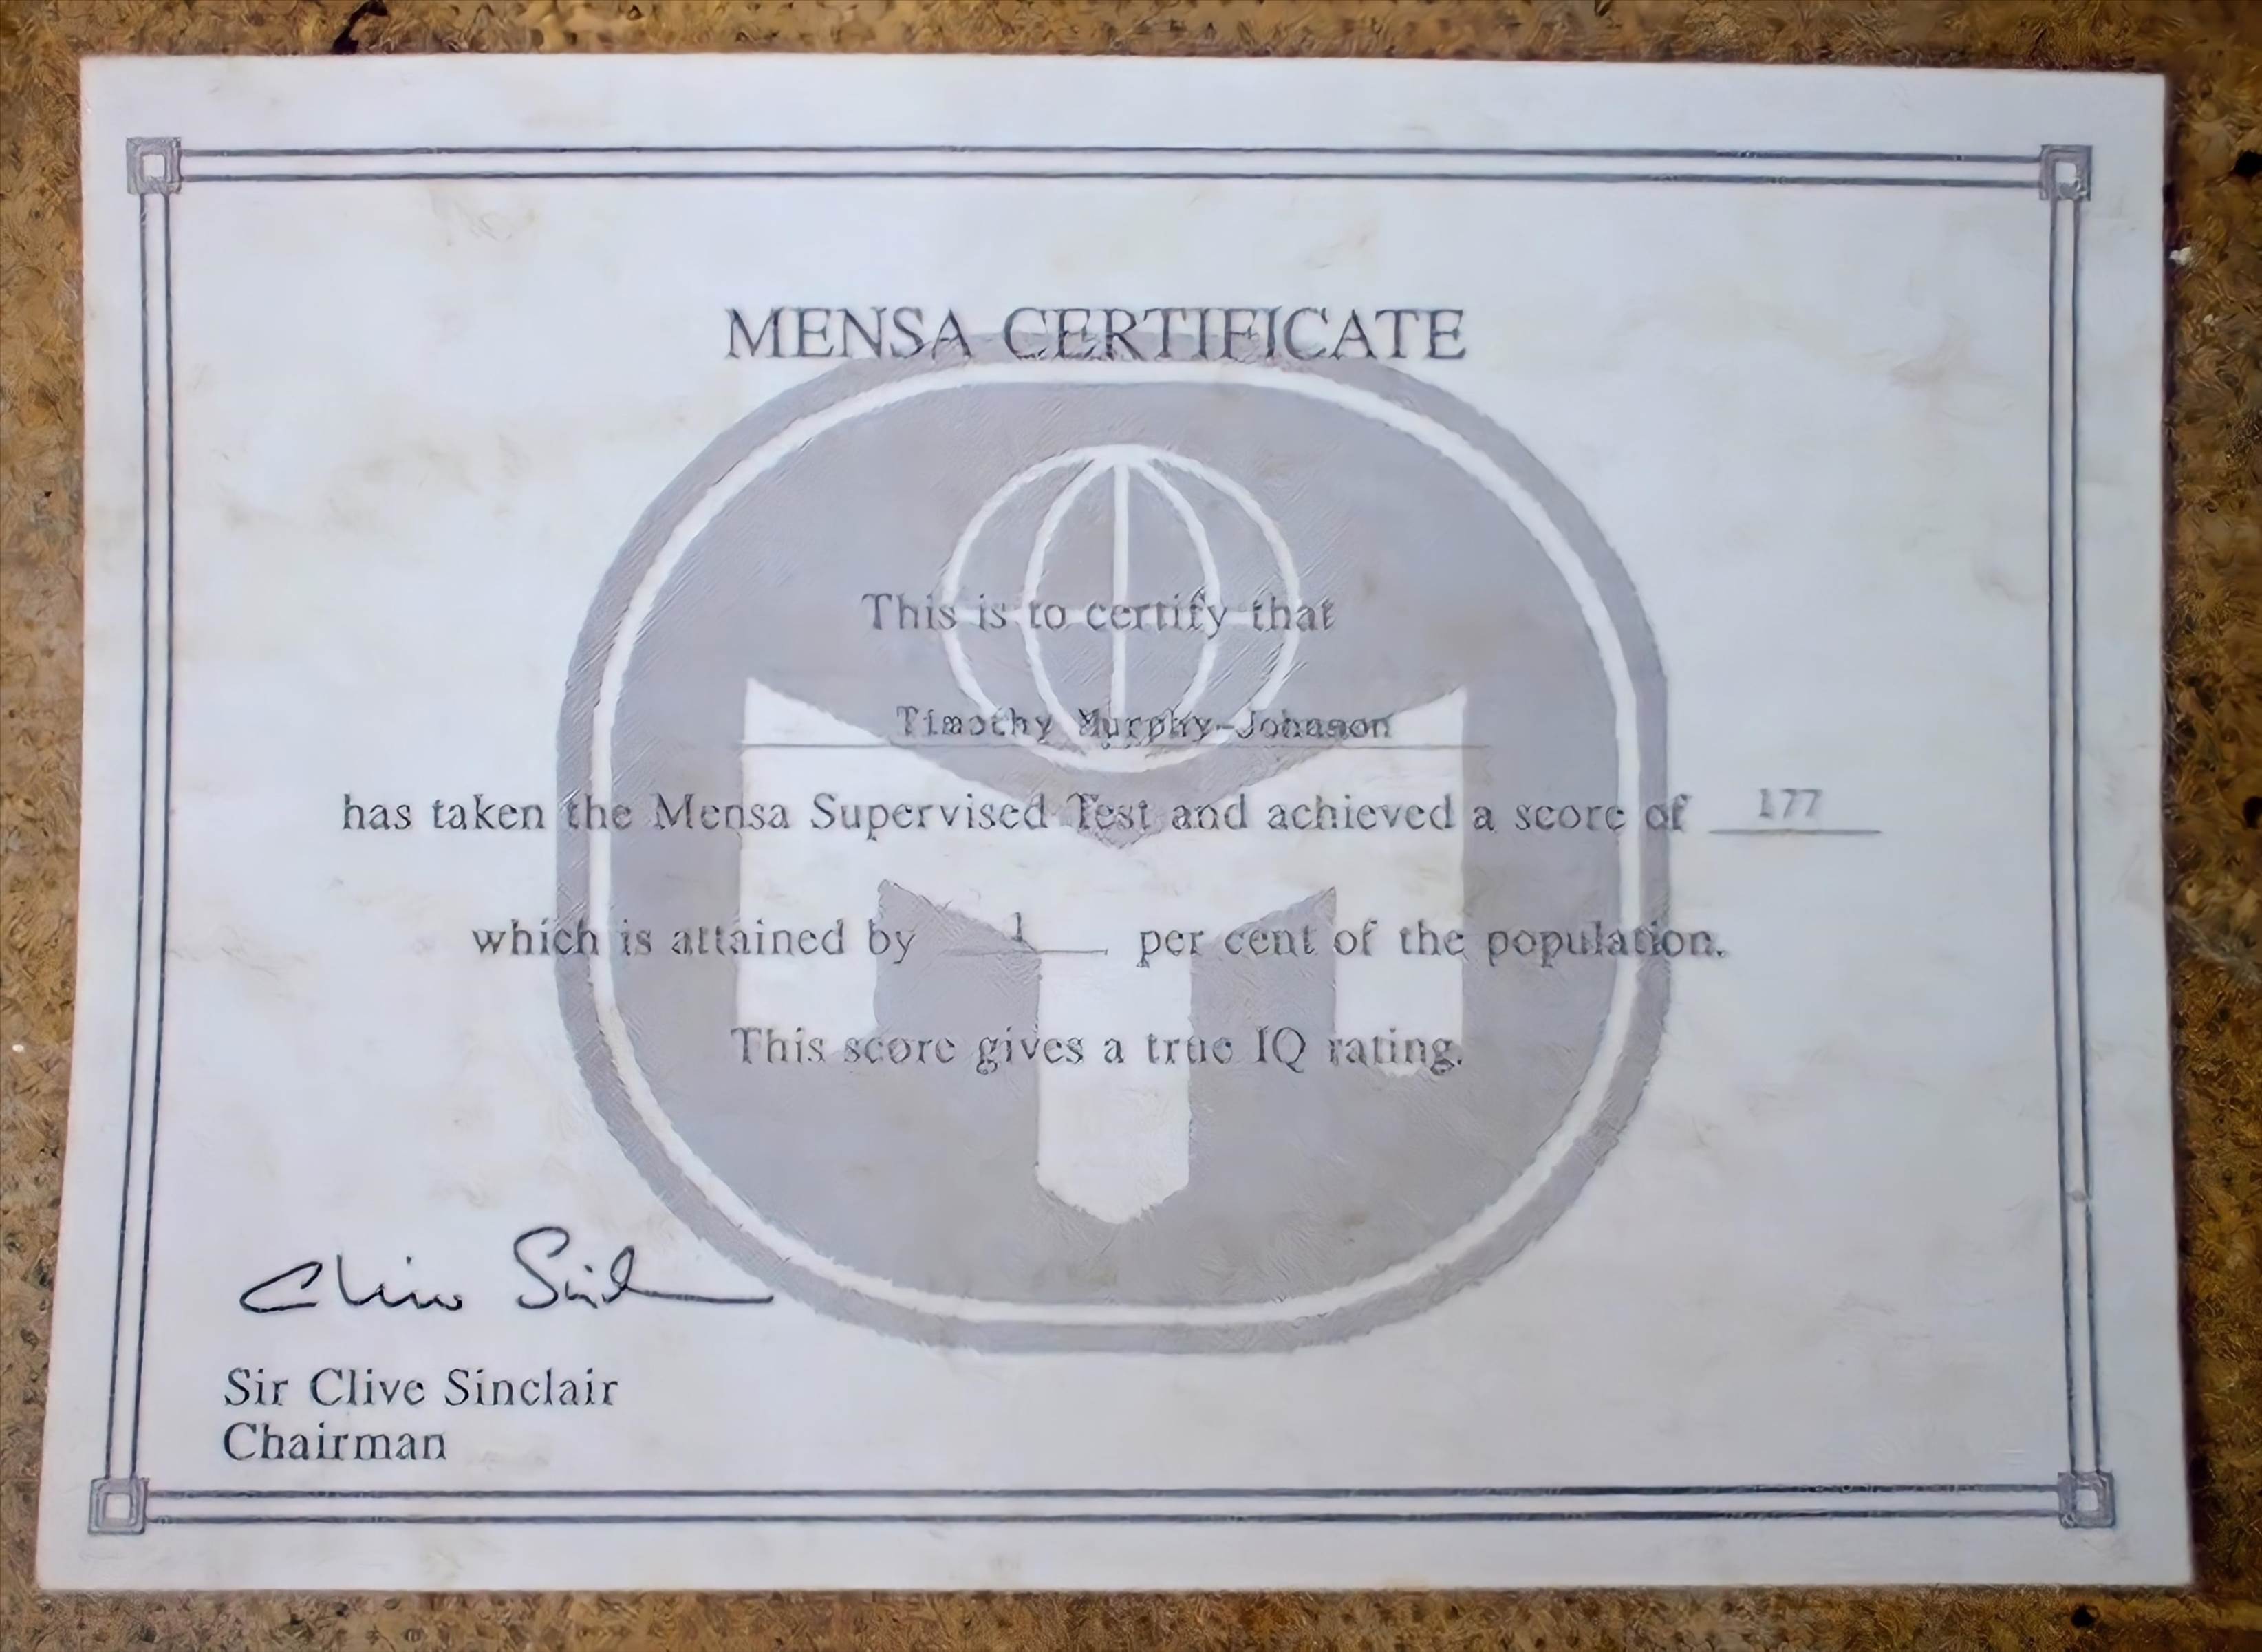 MENSA CERTIFICATE
This is to certify that
Timothy Murphy-Johnson
has taken the Mensa Supervised Test and achieved a score of 177
which is attained by 1 per cent of the population.
This score gives a true IQ rating.
Clive Sinclair
Sir Clive Sinclair
Chairman